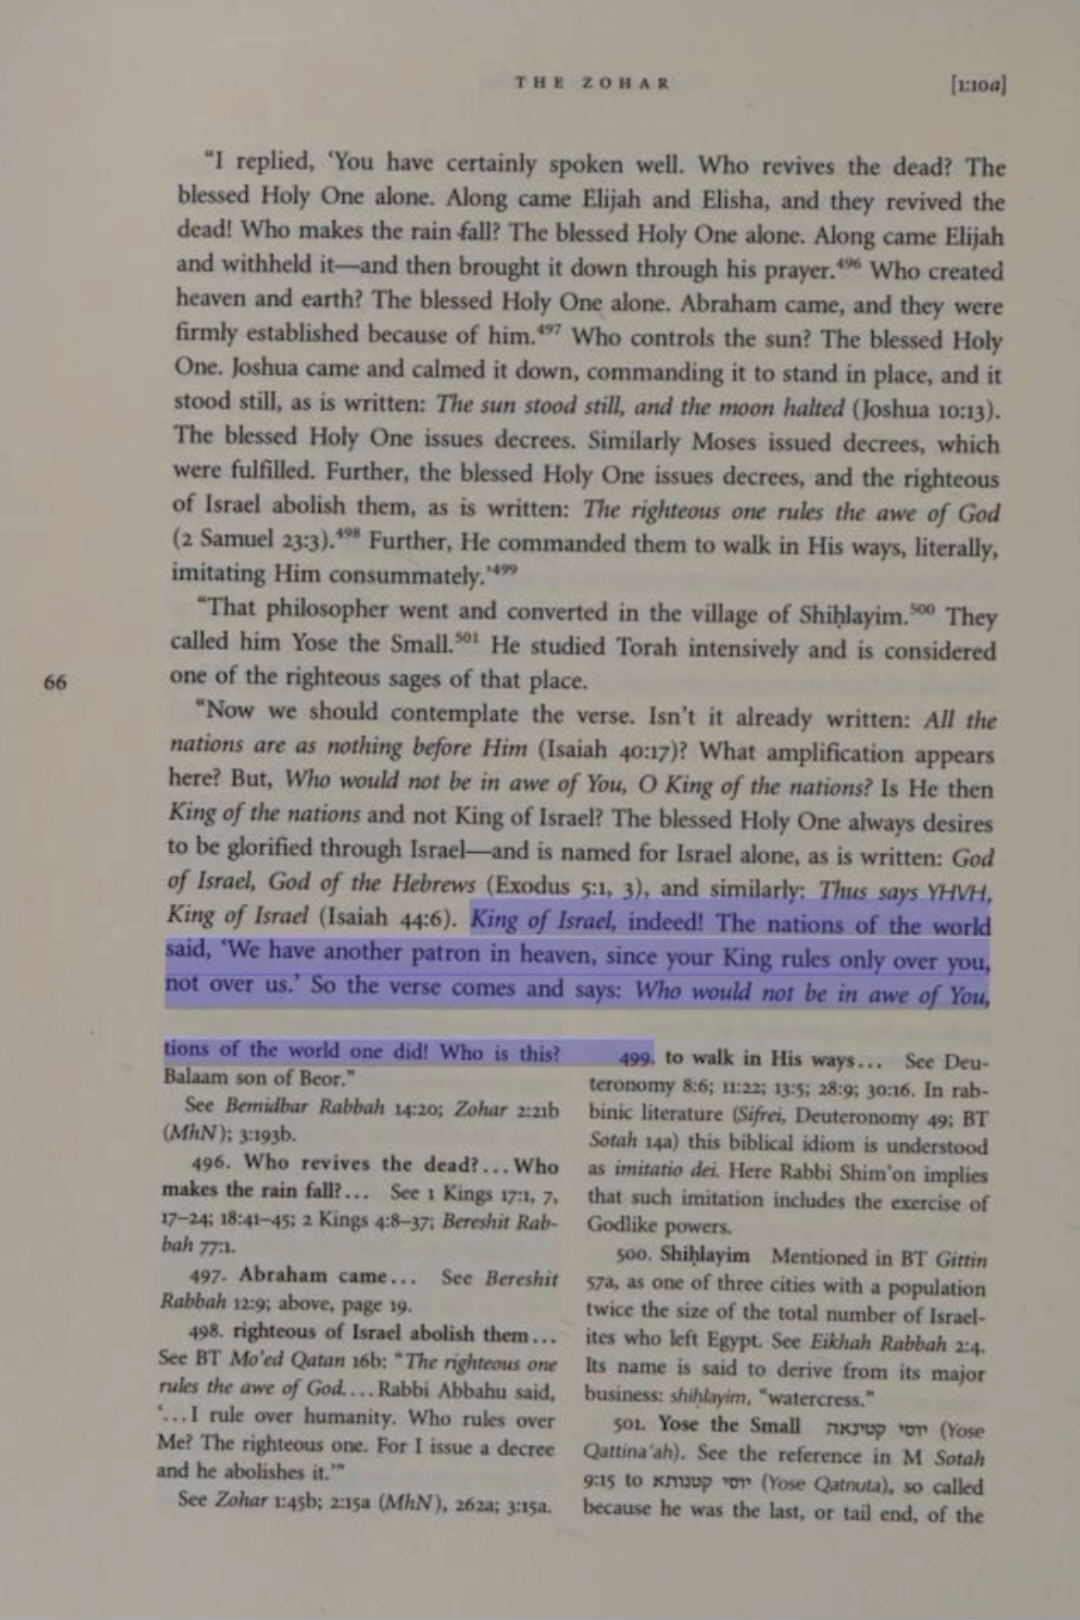 THE ZOHAR
[1:10a]
“I replied, ‘You have certainly spoken well. Who revives the dead? The
blessed Holy One alone. Along came Elijah and Elisha, and they revived the
dead! Who makes the rain fall? The blessed Holy One alone. Along came Elijah
and withheld it—and then brought it down through his prayer.⁴⁹⁶ Who created
heaven and earth? The blessed Holy One alone. Abraham came, and they were
firmly established because of him.⁴⁹⁷ Who controls the sun? The blessed Holy
One. Joshua came and calmed it down, commanding it to stand in place, and it
stood still, as is written: The sun stood still, and the moon halted (Joshua 10:13).
The blessed Holy One issues decrees. Similarly Moses issued decrees, which
were fulfilled. Further, the blessed Holy One issues decrees, and the righteous
of Israel abolish them, as is written: The righteous one rules the awe of God
(2 Samuel 23:3).⁴⁹⁸ Further, He commanded them to walk in His ways, literally,
imitating Him consummately.’⁴⁹⁹
“That philosopher went and converted in the village of Shiḥlayim.⁵⁰⁰ They
called him Yose the Small.⁵⁰¹ He studied Torah intensively and is considered
one of the righteous sages of that place.
66
“Now we should contemplate the verse. Isn’t it already written: All the
nations are as nothing before Him (Isaiah 40:17)? What amplification appears
here? But, Who would not be in awe of You, O King of the nations? Is He then
King of the nations and not King of Israel? The blessed Holy One always desires
to be glorified through Israel—and is named for Israel alone, as is written: God
of Israel, God of the Hebrews (Exodus 5:1, 3), and similarly: Thus says YHVH,
King of Israel (Isaiah 44:6). King of Israel, indeed! The nations of the world
said, ‘We have another patron in heaven, since your King rules only over you,
not over us.’ So the verse comes and says: Who would not be in awe of You,
tions of the world one did! Who is this?
Balaam son of Beor.”
See Bemidbar Rabbah 14:20; Zohar 2:21b
(MhN); 3:193b.
496. Who revives the dead?... Who
makes the rain fall?... See 1 Kings 17:1, 7,
17–24; 18:41–45; 2 Kings 4:8–37; Bereshit Rab-
bah 77:1.
497. Abraham came... See Bereshit
Rabbah 12:9; above, page 19.
498. righteous of Israel abolish them...
See BT Mo’ed Qatan 16b: “The righteous one
rules the awe of God.... Rabbi Abbahu said,
‘...I rule over humanity. Who rules over
Me? The righteous one. For I issue a decree
and he abolishes it.’”
See Zohar 1:45b; 2:15a (MhN), 262a; 3:15a.
499. to walk in His ways... See Deu-
teronomy 8:6; 11:22; 13:5; 28:9; 30:16. In rab-
binic literature (Sifrei, Deuteronomy 49; BT
Sotah 14a) this biblical idiom is understood
as imitatio dei. Here Rabbi Shim’on implies
that such imitation includes the exercise of
Godlike powers.
500. Shiḥlayim Mentioned in BT Gittin
57a, as one of three cities with a population
twice the size of the total number of Israel-
ites who left Egypt. See Eikhah Rabbah 2:4.
Its name is said to derive from its major
business: shiḥlayim, “watercress.”
501. Yose the Small יוסי קטינאה (Yose
Qattina’ah). See the reference in M Sotah
9:15 to יוסי קטנותא (Yose Qatnuta), so called
because he was the last, or tail end, of the